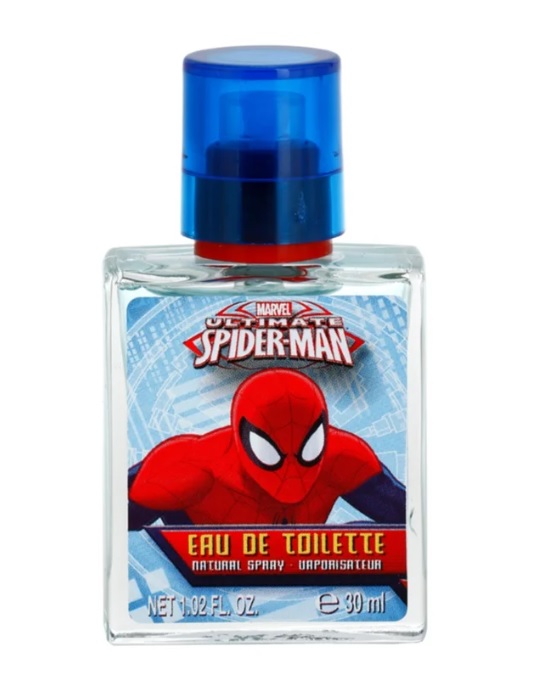 MARVEL
ULTIMATE
SPIDER-MAN
EAU DE TOILETTE
NATURAL SPRAY · VAPORISATEUR
NET 1.02 FL. OZ. ℮ 30 ml